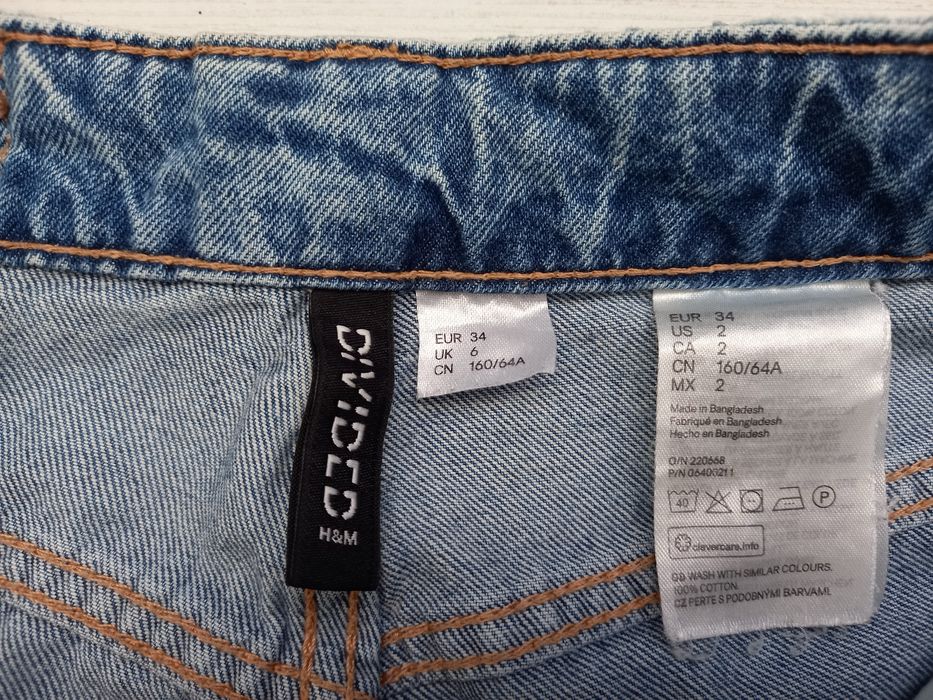 DIVIDED
H&M
EUR 34
UK 6
CN 160/64A
EUR 34
US 2
CA 2
CN 160/64A
MX 2
Made in Bangladesh
Fabriqué en Bangladesh
Hecho en Bangladesh
O/N 220668
P/N 06400211
40 P
clevercare.info
GB WASH WITH SIMILAR COLOURS.
100% COTTON.
CZ PERTE S PODOBNÝMI BARVAMI.